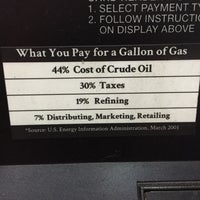 1. SELECT PAYMENT TY
2. FOLLOW INSTRUCTIO
ON DISPLAY ABOVE
What You Pay for a Gallon of Gas
44% Cost of Crude Oil
30% Taxes
19% Refining
7% Distributing, Marketing, Retailing
*Source: U.S. Energy Information Administration, March 2001